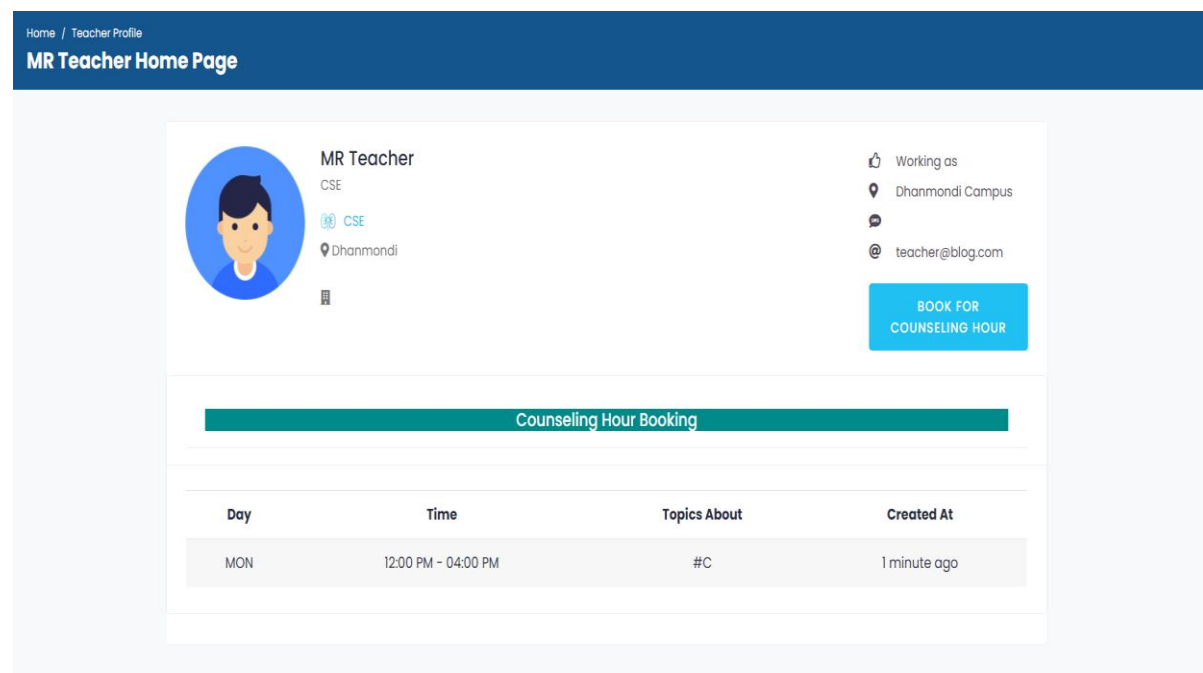 Home / Teacher Profile
MR Teacher Home Page
MR Teacher
CSE
CSE
Dhanmondi
Working as
Dhanmondi Campus
@ teacher@blog.com
BOOK FOR
COUNSELING HOUR
Counseling Hour Booking
Day Time Topics About Created At
MON 12:00 PM - 04:00 PM #C 1 minute ago